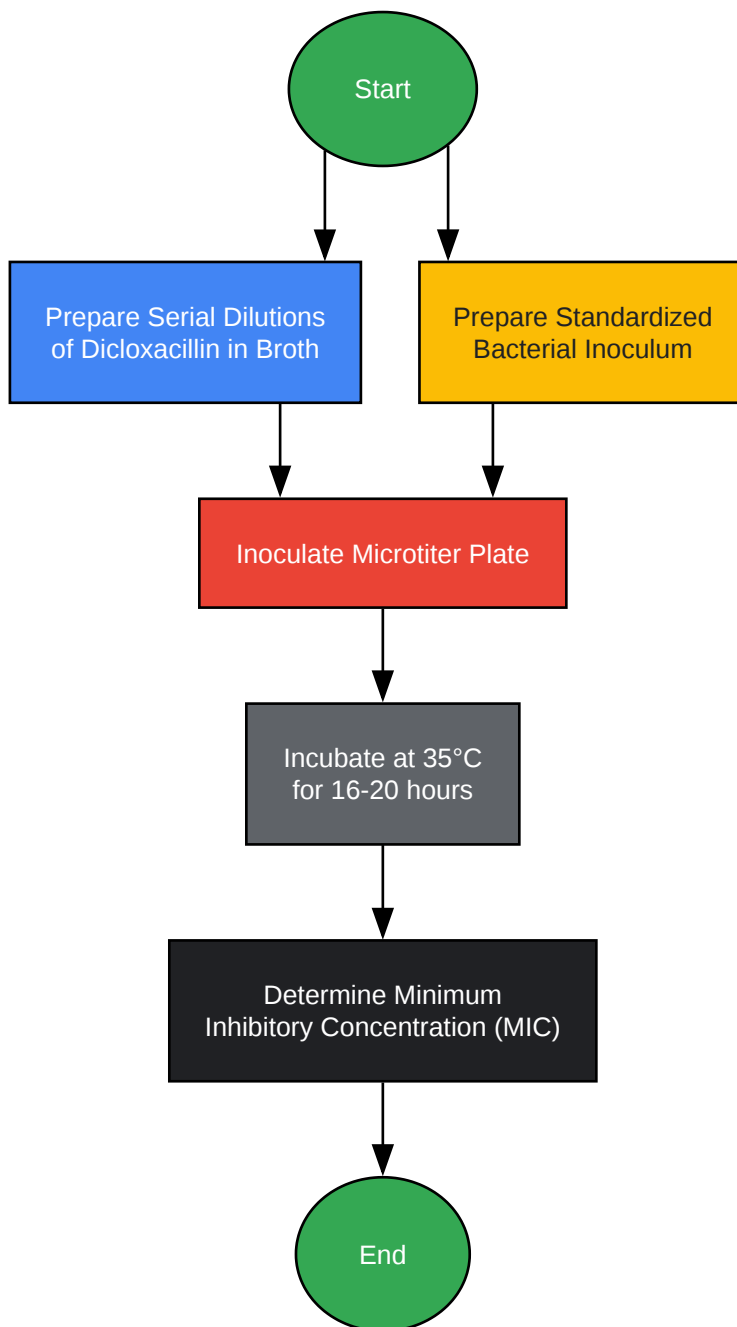 Start
Prepare Serial Dilutions
of Dicloxacillin in Broth
Prepare Standardized
Bacterial Inoculum
Inoculate Microtiter Plate
Incubate at 35°C
for 16-20 hours
Determine Minimum
Inhibitory Concentration (MIC)
End